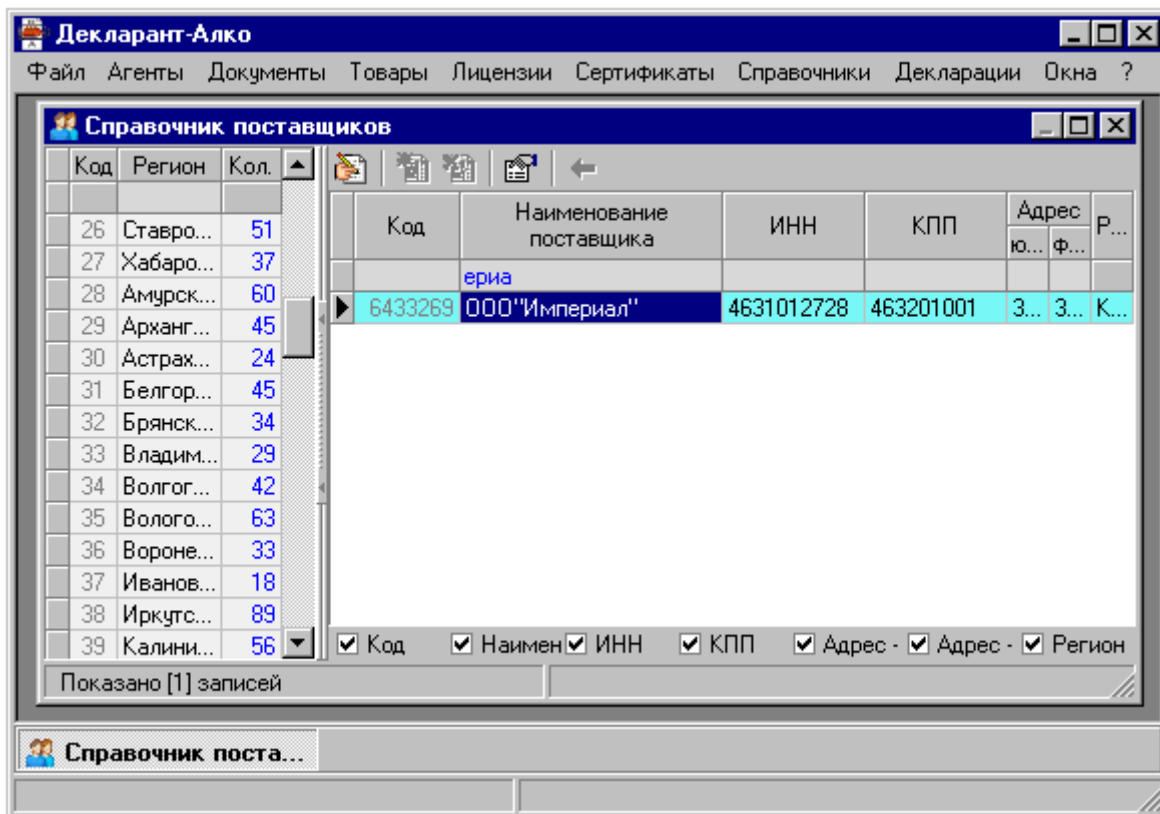 Декларант-Алко
Файл Агенты Документы Товары Лицензии Сертификаты Справочники Декларации Окна ?
Справочник поставщиков
Код Регион Кол.
26 Ставро... 51
27 Хабаро... 37
28 Амурск... 60
29 Арханг... 45
30 Астрах... 24
31 Белгор... 45
32 Брянск... 34
33 Владим... 29
34 Волгог... 42
35 Волого... 63
36 Вороне... 33
37 Иванов... 18
38 Иркутс... 89
39 Калини... 56
Код Наименование поставщика ИНН КПП Адрес Р...
ю... ф...
ериа
6433269 ООО"Империал" 4631012728 463201001 3... 3... К...
Код Наимен ИНН КПП Адрес - Адрес - Регион
Показано [1] записей
Справочник поста...